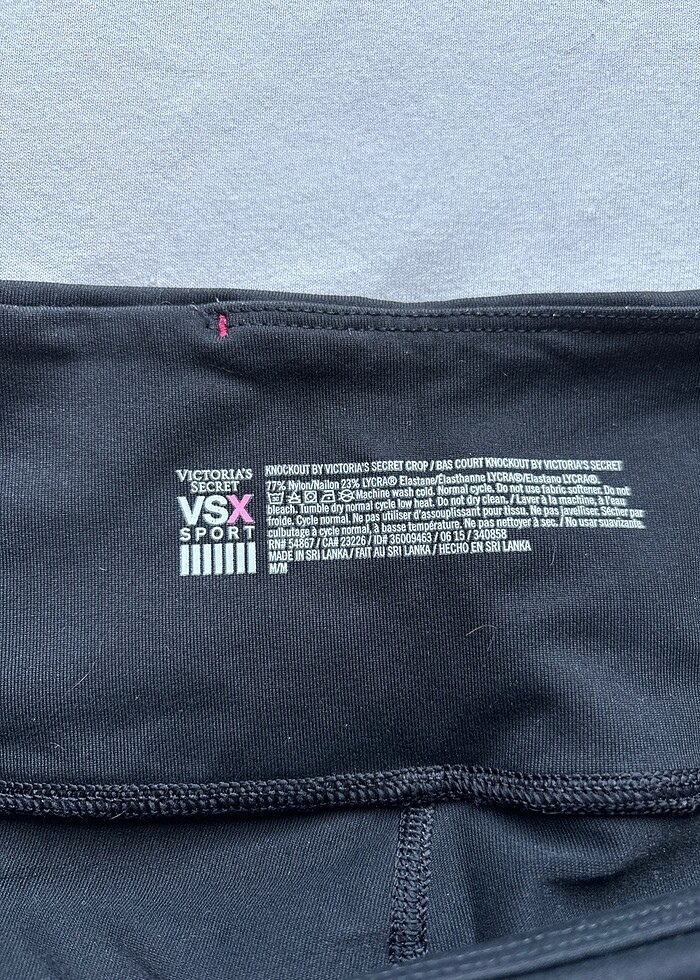 VICTORIA'S
SECRET
VSX
SPORT
KNOCKOUT BY VICTORIA'S SECRET CROP / BAS COURT KNOCKOUT BY VICTORIA'S SECRET
77% Nylon/Nailon 23% LYCRA® Elastane/Élasthanne LYCRA®/Elastano LYCRA®.
Machine wash cold. Normal cycle. Do not use fabric softener. Do not
bleach. Tumble dry normal cycle low heat. Do not dry clean. / Laver à la machine, à l'eau
froide. Cycle normal. Ne pas utiliser d'assouplissant pour tissu. Ne pas javelliser. Sécher par
culbutage à cycle normal, à basse température. Ne pas nettoyer à sec. / No usar suavizante.
RN# 54867 / CA# 23226 / ID# 36009463 / 06 15 / 340858
MADE IN SRI LANKA / FAIT AU SRI LANKA / HECHO EN SRI LANKA
M/M